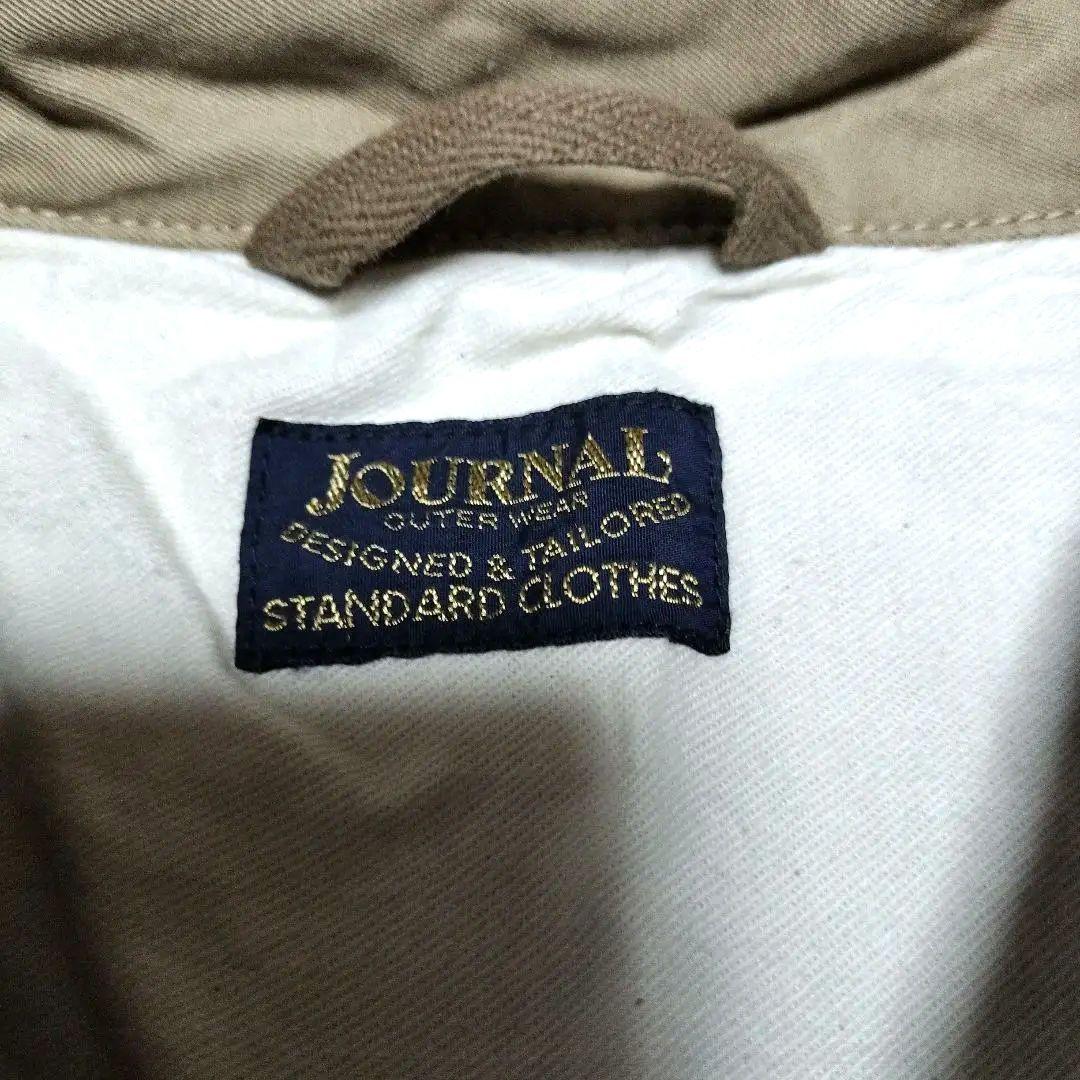 JOURNAL
OUTER WEAR
DESIGNED & TAILORED
STANDARD CLOTHES